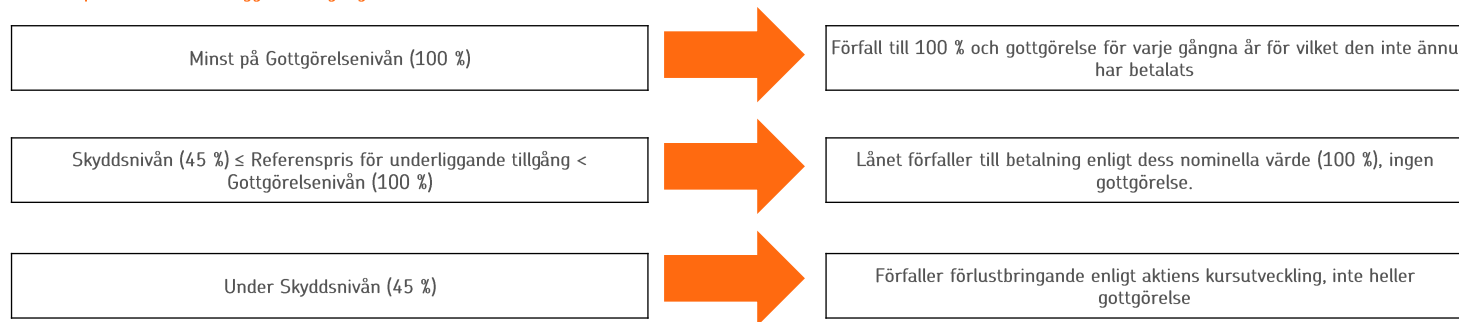 Minst på Gottgörelsenivån (100 %)
Förfall till 100 % och gottgörelse för varje gångna år för vilket den inte ännu
har betalats
Skyddsnivån (45 %) ≤ Referenspris för underliggande tillgång <
Gottgörelsenivån (100 %)
Lånet förfaller till betalning enligt dess nominella värde (100 %), ingen
gottgörelse.
Under Skyddsnivån (45 %)
Förfaller förlustbringande enligt aktiens kursutveckling, inte heller
gottgörelse